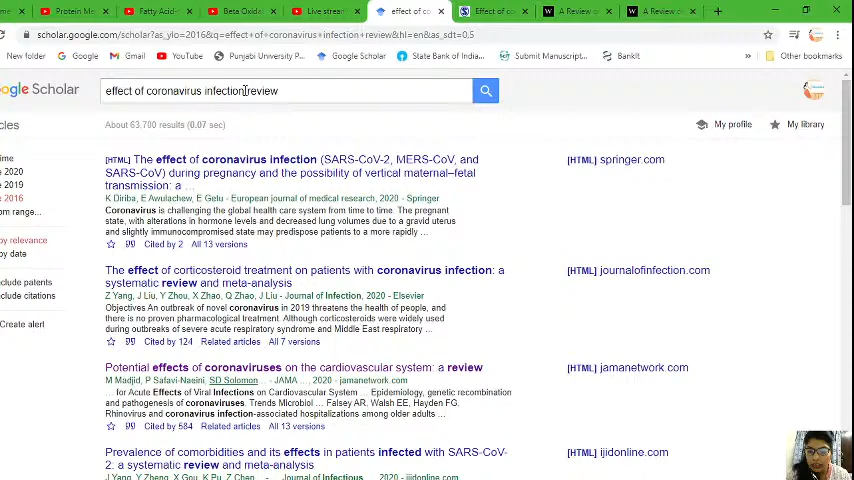 Protein Me
Fatty Acid-
Beta Oxidat
Live stream
effect of co
Effect of co
A Review o
A Review o
scholar.google.com/scholar?as_ylo=2016&q=effect+of+coronavirus+infection+review&hl=en&as_sdt=0.5
New folder
Google
Gmail
YouTube
Punjabi University P...
Google Scholar
State Bank of Indi...
Submit Manuscript...
BankIt
»
Other bookmarks
ogle Scholar
effect of coronavirus infection review
cles
About 63,700 results (0.07 sec)
My profile
My library
ime
e 2020
e 2019
e 2016
om range...
by relevance
by date
clude patents
clude citations
Create alert
[HTML] The effect of coronavirus infection (SARS-CoV-2, MERS-CoV, and
SARS-CoV) during pregnancy and the possibility of vertical maternal–fetal
transmission: a ...
K Diriba, E Awulachew, E Getu - European journal of medical research, 2020 - Springer
Coronavirus is challenging the global health care system from time to time. The pregnant
state, with alterations in hormone levels and decreased lung volumes due to a gravid uterus
and slightly immunocompromised state may predispose patients to a more rapidly ...
Cited by 2 All 13 versions
[HTML] springer.com
The effect of corticosteroid treatment on patients with coronavirus infection: a
systematic review and meta-analysis
Z Yang, J Liu, Y Zhou, X Zhao, Q Zhao, J Liu - Journal of Infection, 2020 - Elsevier
Objectives An outbreak of novel coronavirus in 2019 threatens the health of people, and
there is no proven pharmacological treatment. Although corticosteroids were widely used
during outbreaks of severe acute respiratory syndrome and Middle East respiratory ...
Cited by 124 Related articles All 7 versions
[HTML] journalofinfection.com
Potential effects of coronaviruses on the cardiovascular system: a review
M Madjid, P Safavi-Naeini, SD Solomon... - JAMA ..., 2020 - jamanetwork.com
... for Acute Effects of Viral Infections on Cardiovascular System ... Epidemiology, genetic recombination
and pathogenesis of coronaviruses. Trends Microbiol ... Falsey AR, Walsh EE, Hayden FG.
Rhinovirus and coronavirus infection-associated hospitalizations among older adults ...
Cited by 584 Related articles All 13 versions
[HTML] jamanetwork.com
Prevalence of comorbidities and its effects in patients infected with SARS-CoV-
2: a systematic review and meta-analysis
J Yang, Y Zheng, X Gou, K Pu, Z Chen... - Journal of Infectious..., 2020 - ijidonline.com
[HTML] ijidonline.com